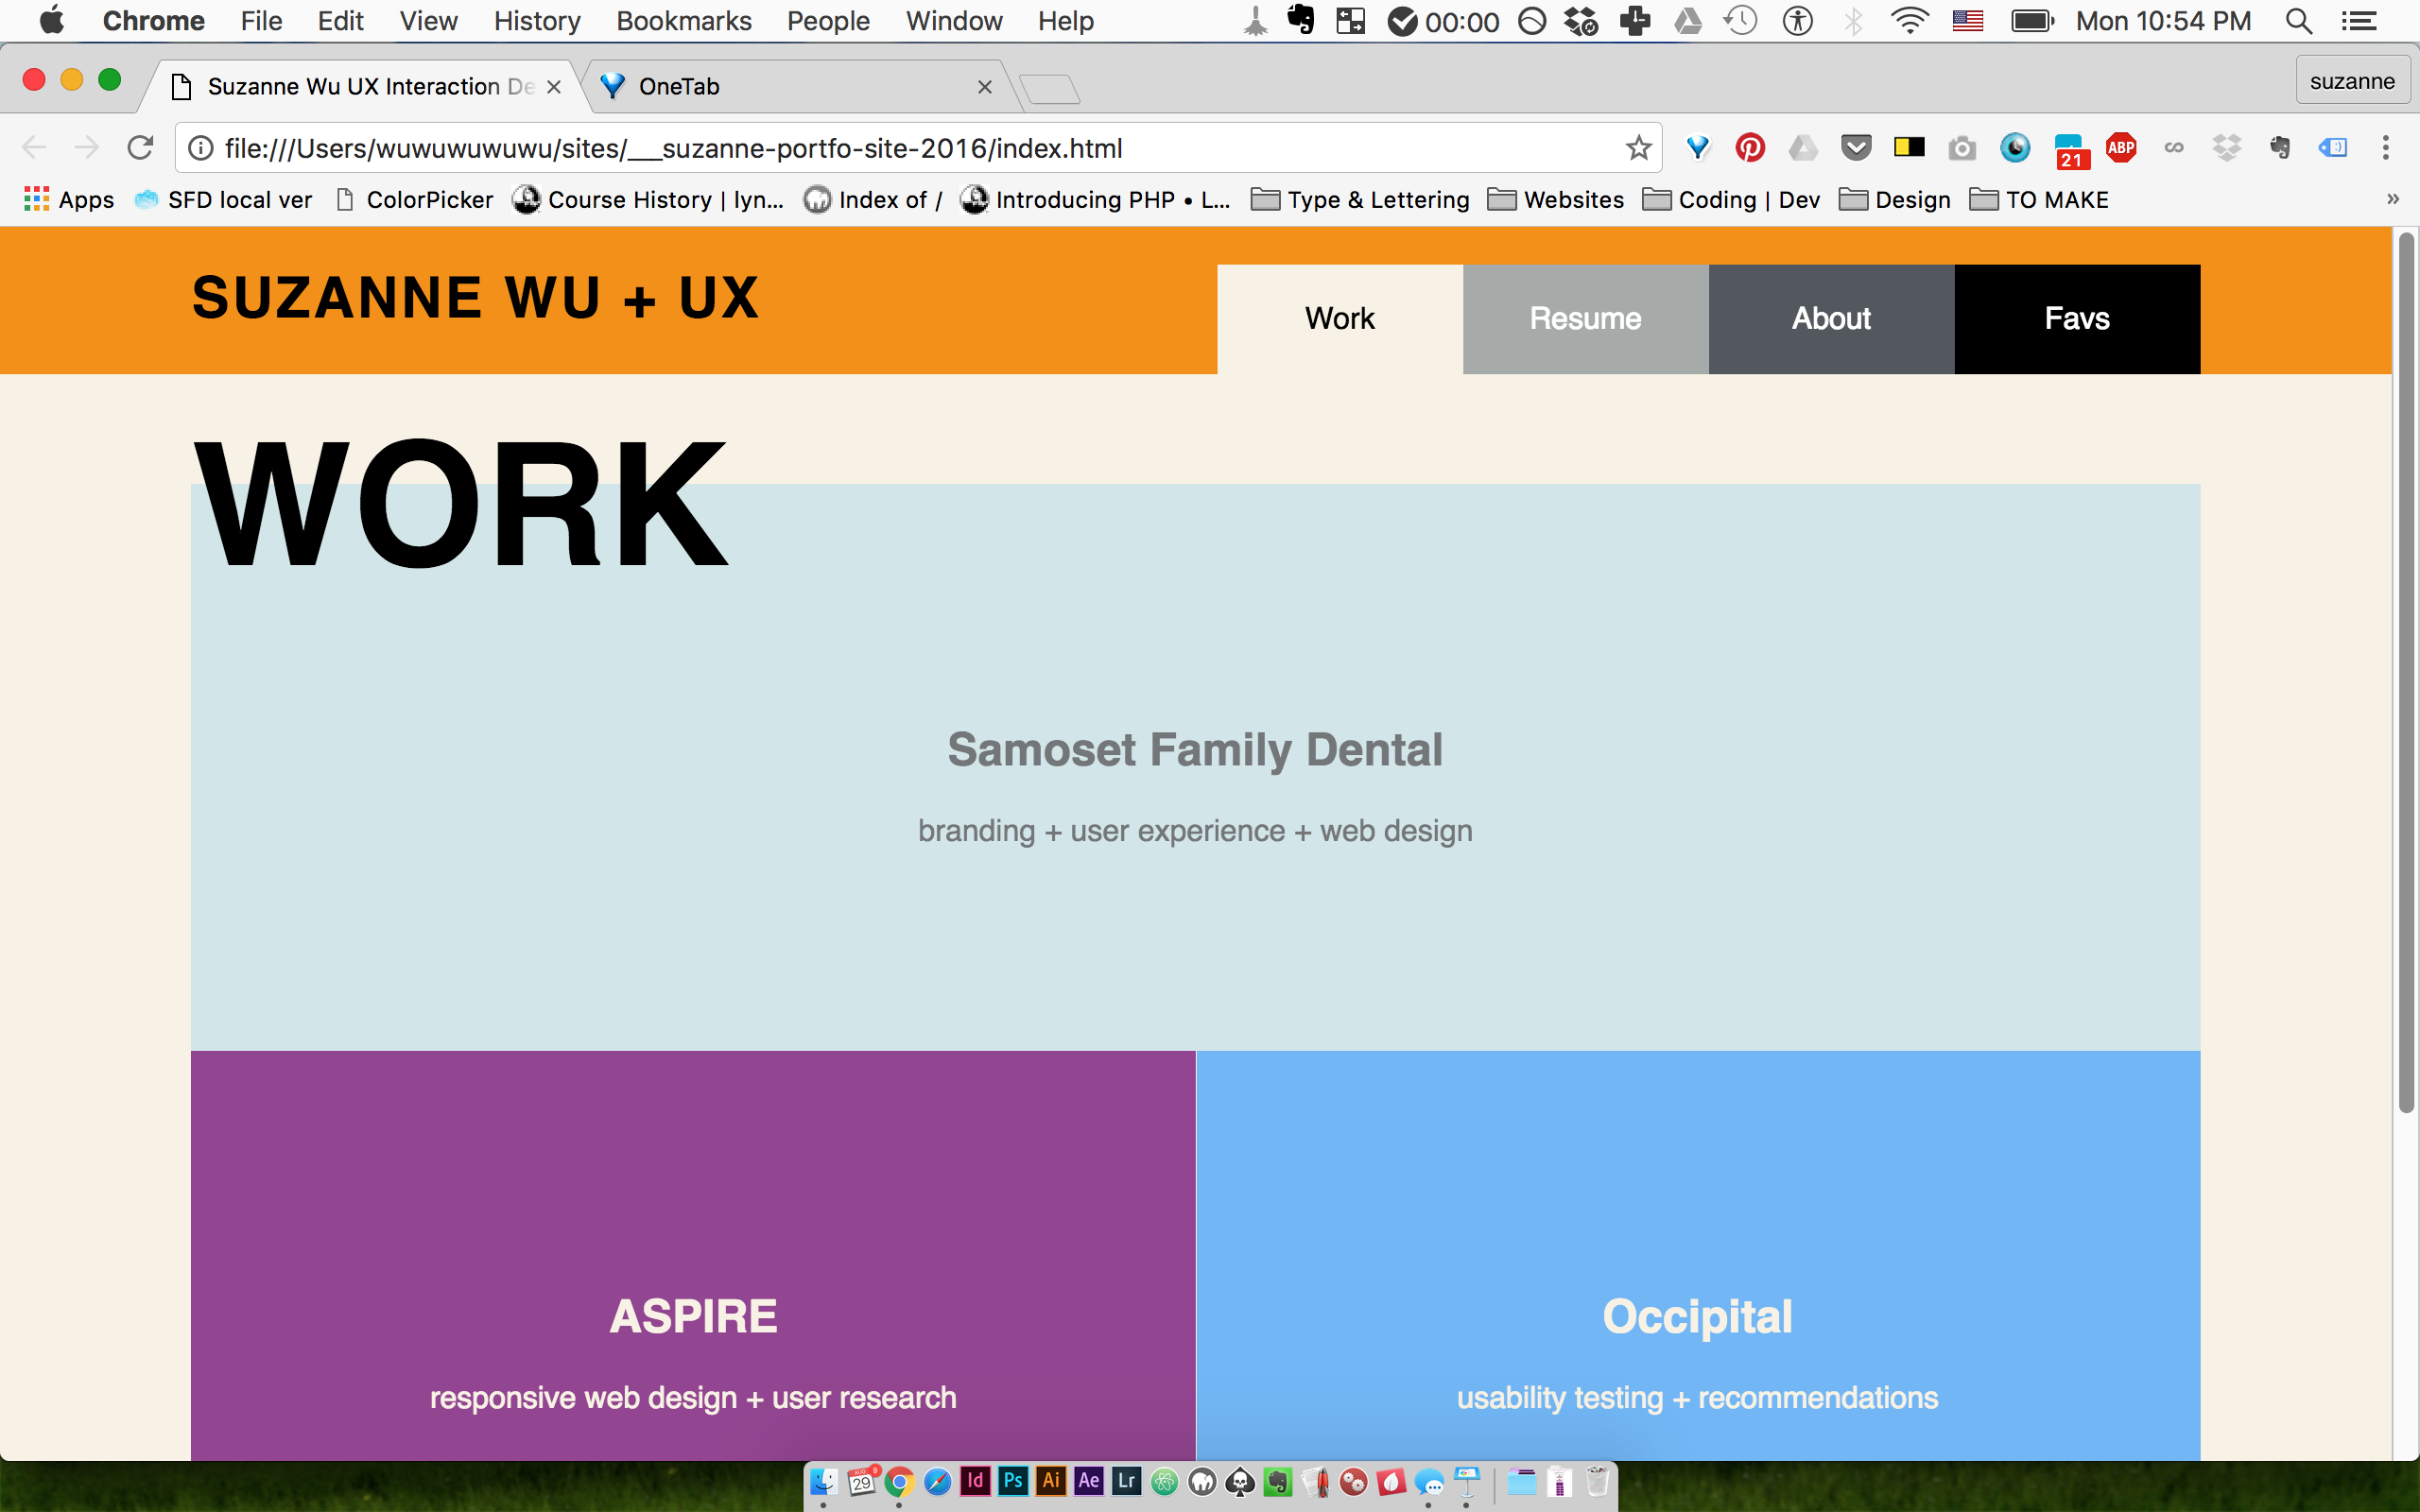 Chrome File Edit View History Bookmarks People Window Help 00:00 Mon 10:54 PM
Suzanne Wu UX Interaction De OneTab suzanne
file:///Users/wuwuwuwuwu/sites/___suzanne-portfo-site-2016/index.html 21 ABP
Apps SFD local ver ColorPicker Course History | lyn... Index of / Introducing PHP • L... Type & Lettering Websites Coding | Dev Design TO MAKE »
SUZANNE WU + UX
Work Resume About Favs
WORK
Samoset Family Dental
branding + user experience + web design
ASPIRE Occipital
responsive web design + user research usability testing + recommendations
AUG 29 9 Id Ps Ai Ae Lr